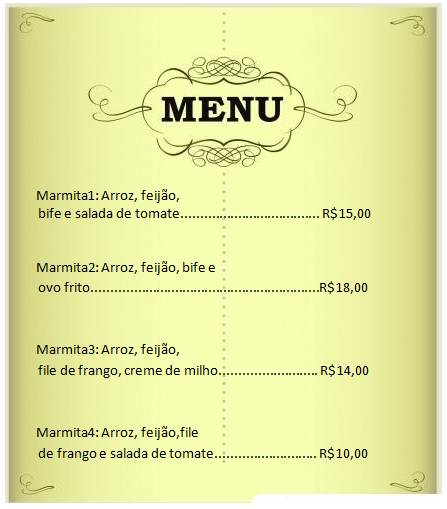 MENU
Marmita1: Arroz, feijão,
bife e salada de tomate........................................ R$15,00
Marmita2: Arroz, feijão, bife e
ovo frito..................................................................R$18,00
Marmita3: Arroz, feijão,
file de frango, creme de milho............................. R$14,00
Marmita4: Arroz, feijão,file
de frango e salada de tomate.............................. R$10,00